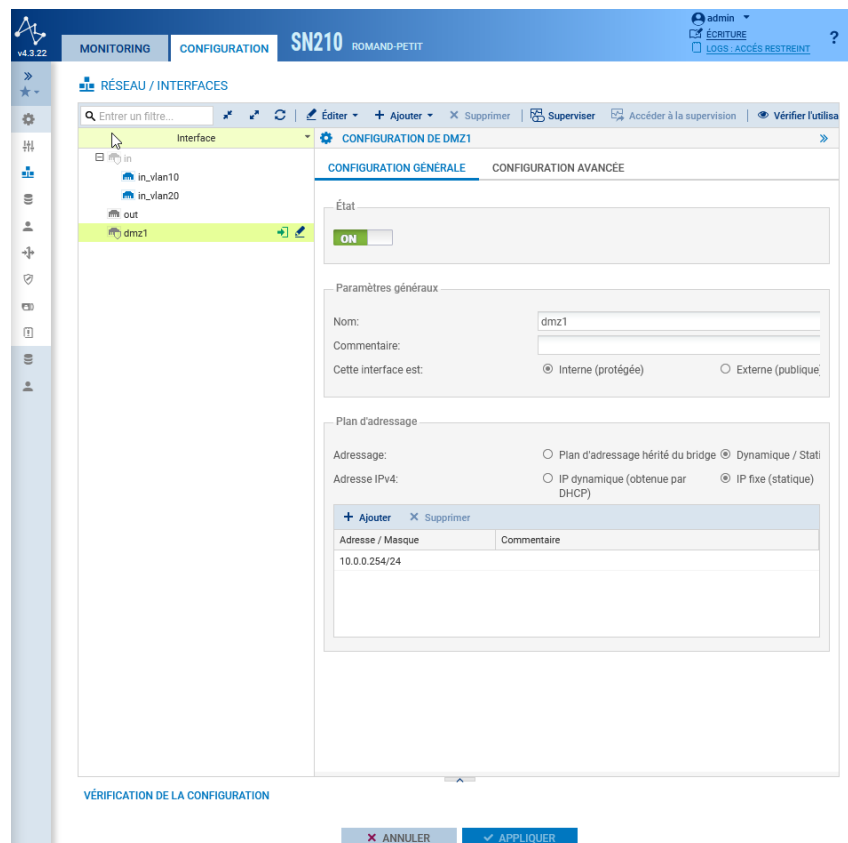 admin
v4.3.22 MONITORING CONFIGURATION SN210 ROMAND-PETIT ÉCRITURE ?
LOGS : ACCÉS RESTREINT
RÉSEAU / INTERFACES
Entrer un filtre... Éditer + Ajouter Supprimer Superviser Accéder à la supervision Vérifier l'utilisa
Interface CONFIGURATION DE DMZ1
in
in_vlan10
in_vlan20
out
dmz1
CONFIGURATION GÉNÉRALE CONFIGURATION AVANCÉE
État
ON
Paramètres généraux
Nom: dmz1
Commentaire:
Cette interface est: Interne (protégée) Externe (publique)
Plan d'adressage
Adressage: Plan d'adressage hérité du bridge Dynamique / Stati
Adresse IPv4: IP dynamique (obtenue par DHCP) IP fixe (statique)
+ Ajouter Supprimer
Adresse / Masque Commentaire
10.0.0.254/24
VÉRIFICATION DE LA CONFIGURATION
ANNULER APPLIQUER